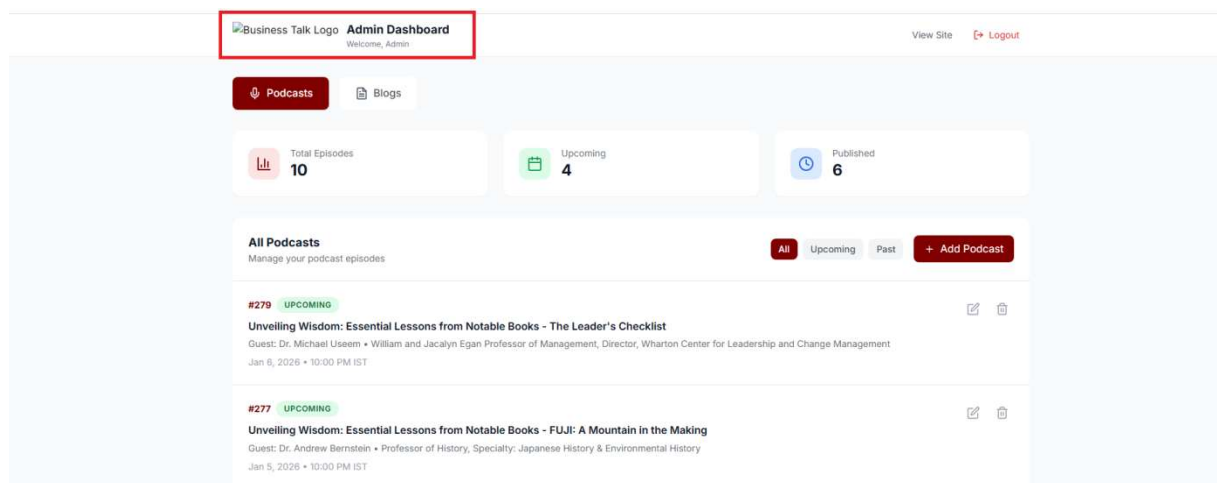 Business Talk Logo Admin Dashboard
Welcome, Admin
View Site Logout
Podcasts Blogs
Total Episodes
10
Upcoming
4
Published
6
All Podcasts
Manage your podcast episodes
All Upcoming Past + Add Podcast
#279 UPCOMING
Unveiling Wisdom: Essential Lessons from Notable Books - The Leader's Checklist
Guest: Dr. Michael Useem • William and Jacalyn Egan Professor of Management, Director, Wharton Center for Leadership and Change Management
Jan 6, 2026 • 10:00 PM IST
#277 UPCOMING
Unveiling Wisdom: Essential Lessons from Notable Books - FUJI: A Mountain in the Making
Guest: Dr. Andrew Bernstein • Professor of History, Specialty: Japanese History & Environmental History
Jan 5, 2026 • 10:00 PM IST